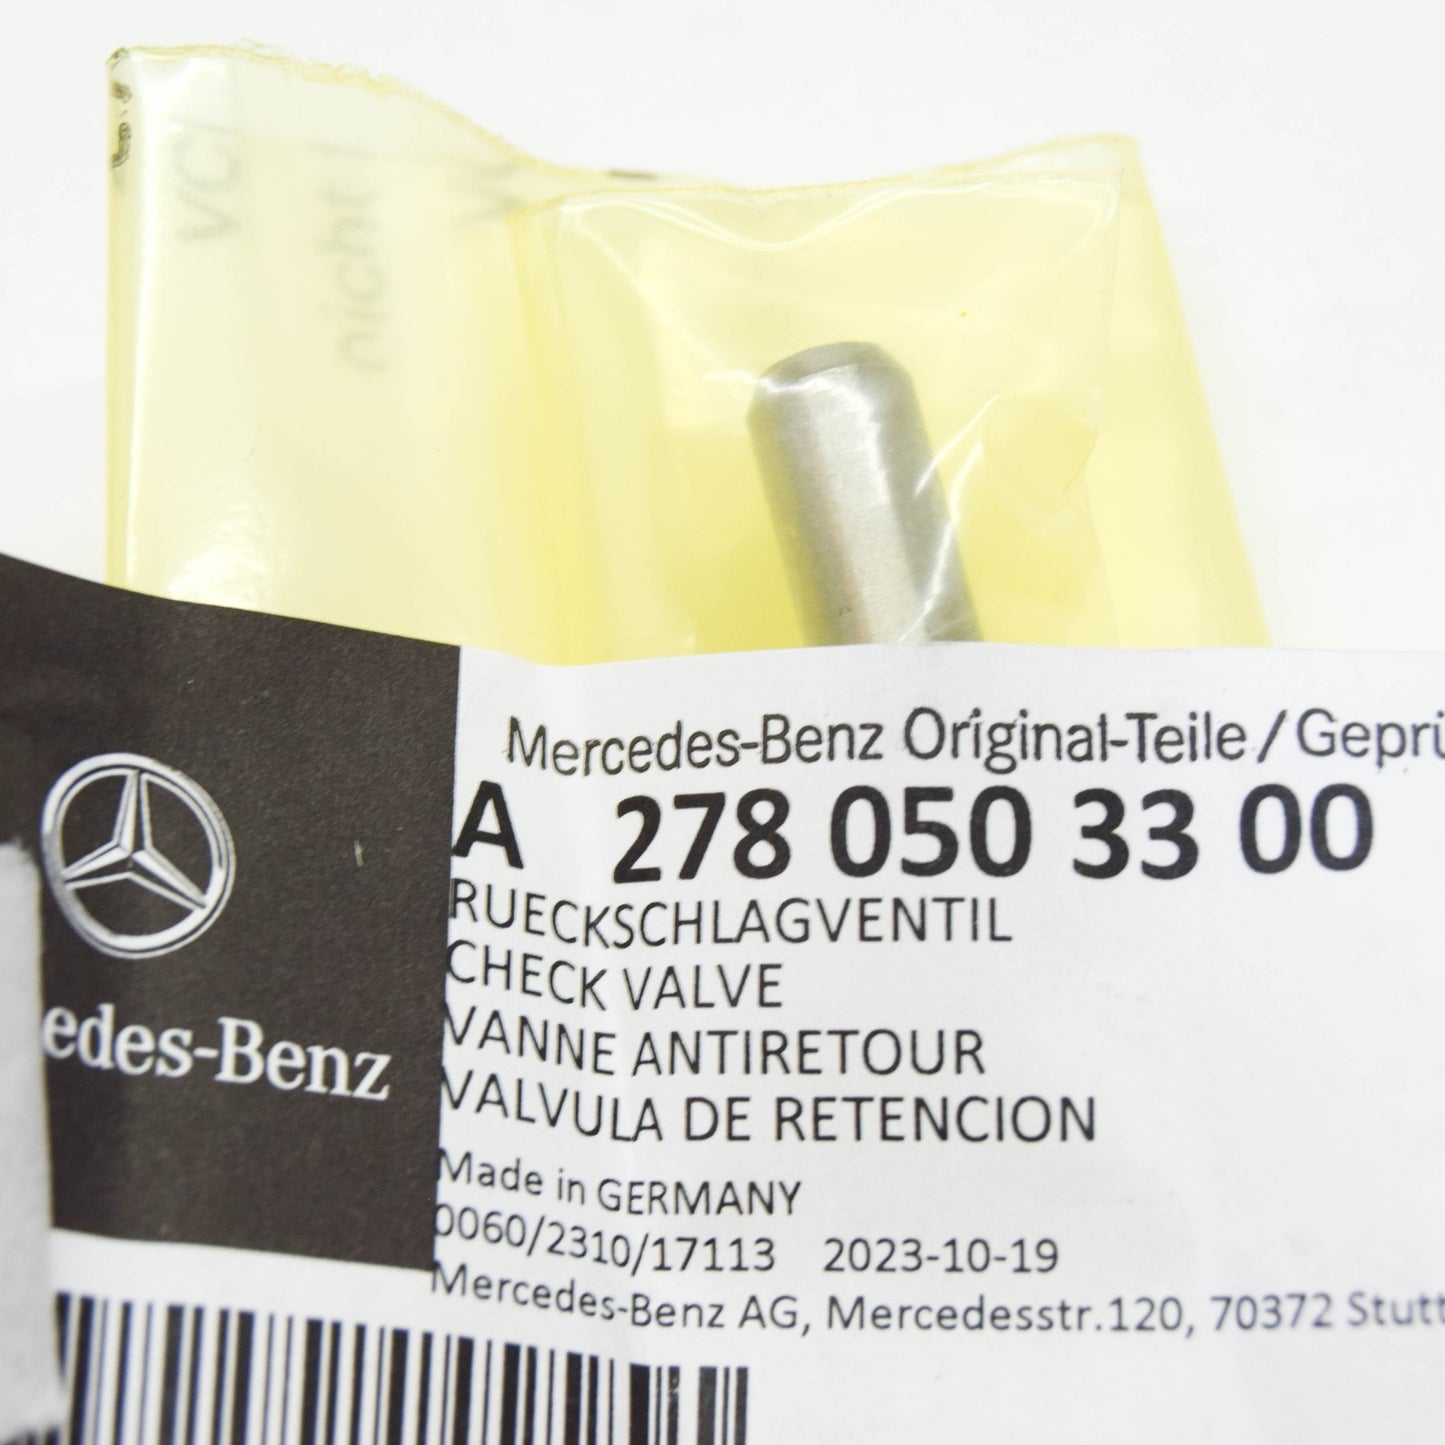 VCI
nicht
Mercedes-Benz Original-Teile / Geprü
A 278 050 33 00
RUECKSCHLAGVENTIL
CHECK VALVE
VANNE ANTIRETOUR
VALVULA DE RETENCION
edes-Benz
Made in GERMANY
0060/2310/17113 2023-10-19
Mercedes-Benz AG, Mercedesstr.120, 70372 Stutt